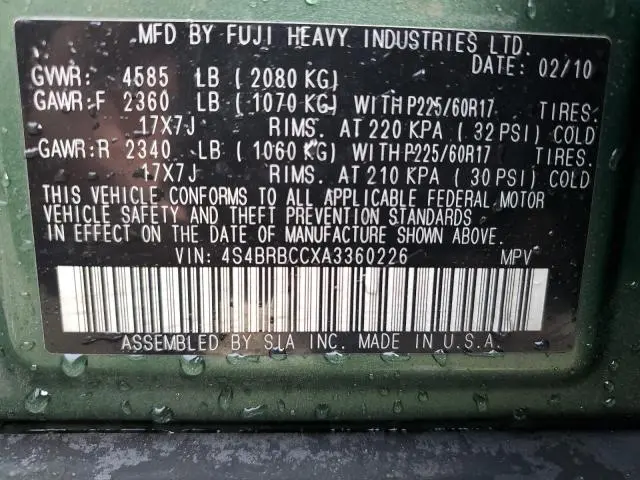 MFD BY FUJI HEAVY INDUSTRIES LTD.
DATE: 02/10
GVWR: 4585 LB (2080 KG)
GAWR:F 2360 LB (1070 KG) WITH P225/60R17 TIRES.
17X7J RIMS. AT 220 KPA (32 PSI) COLD
GAWR:R 2340 LB (1060 KG) WITH P225/60R17 TIRES.
17X7J RIMS. AT 210 KPA (30 PSI) COLD
THIS VEHICLE CONFORMS TO ALL APPLICABLE FEDERAL MOTOR
VEHICLE SAFETY AND THEFT PREVENTION STANDARDS
IN EFFECT ON THE DATE OF MANUFACTURE SHOWN ABOVE.
VIN: 4S4BRBCCXA3360226 MPV
ASSEMBLED BY SIA INC. MADE IN U.S.A.